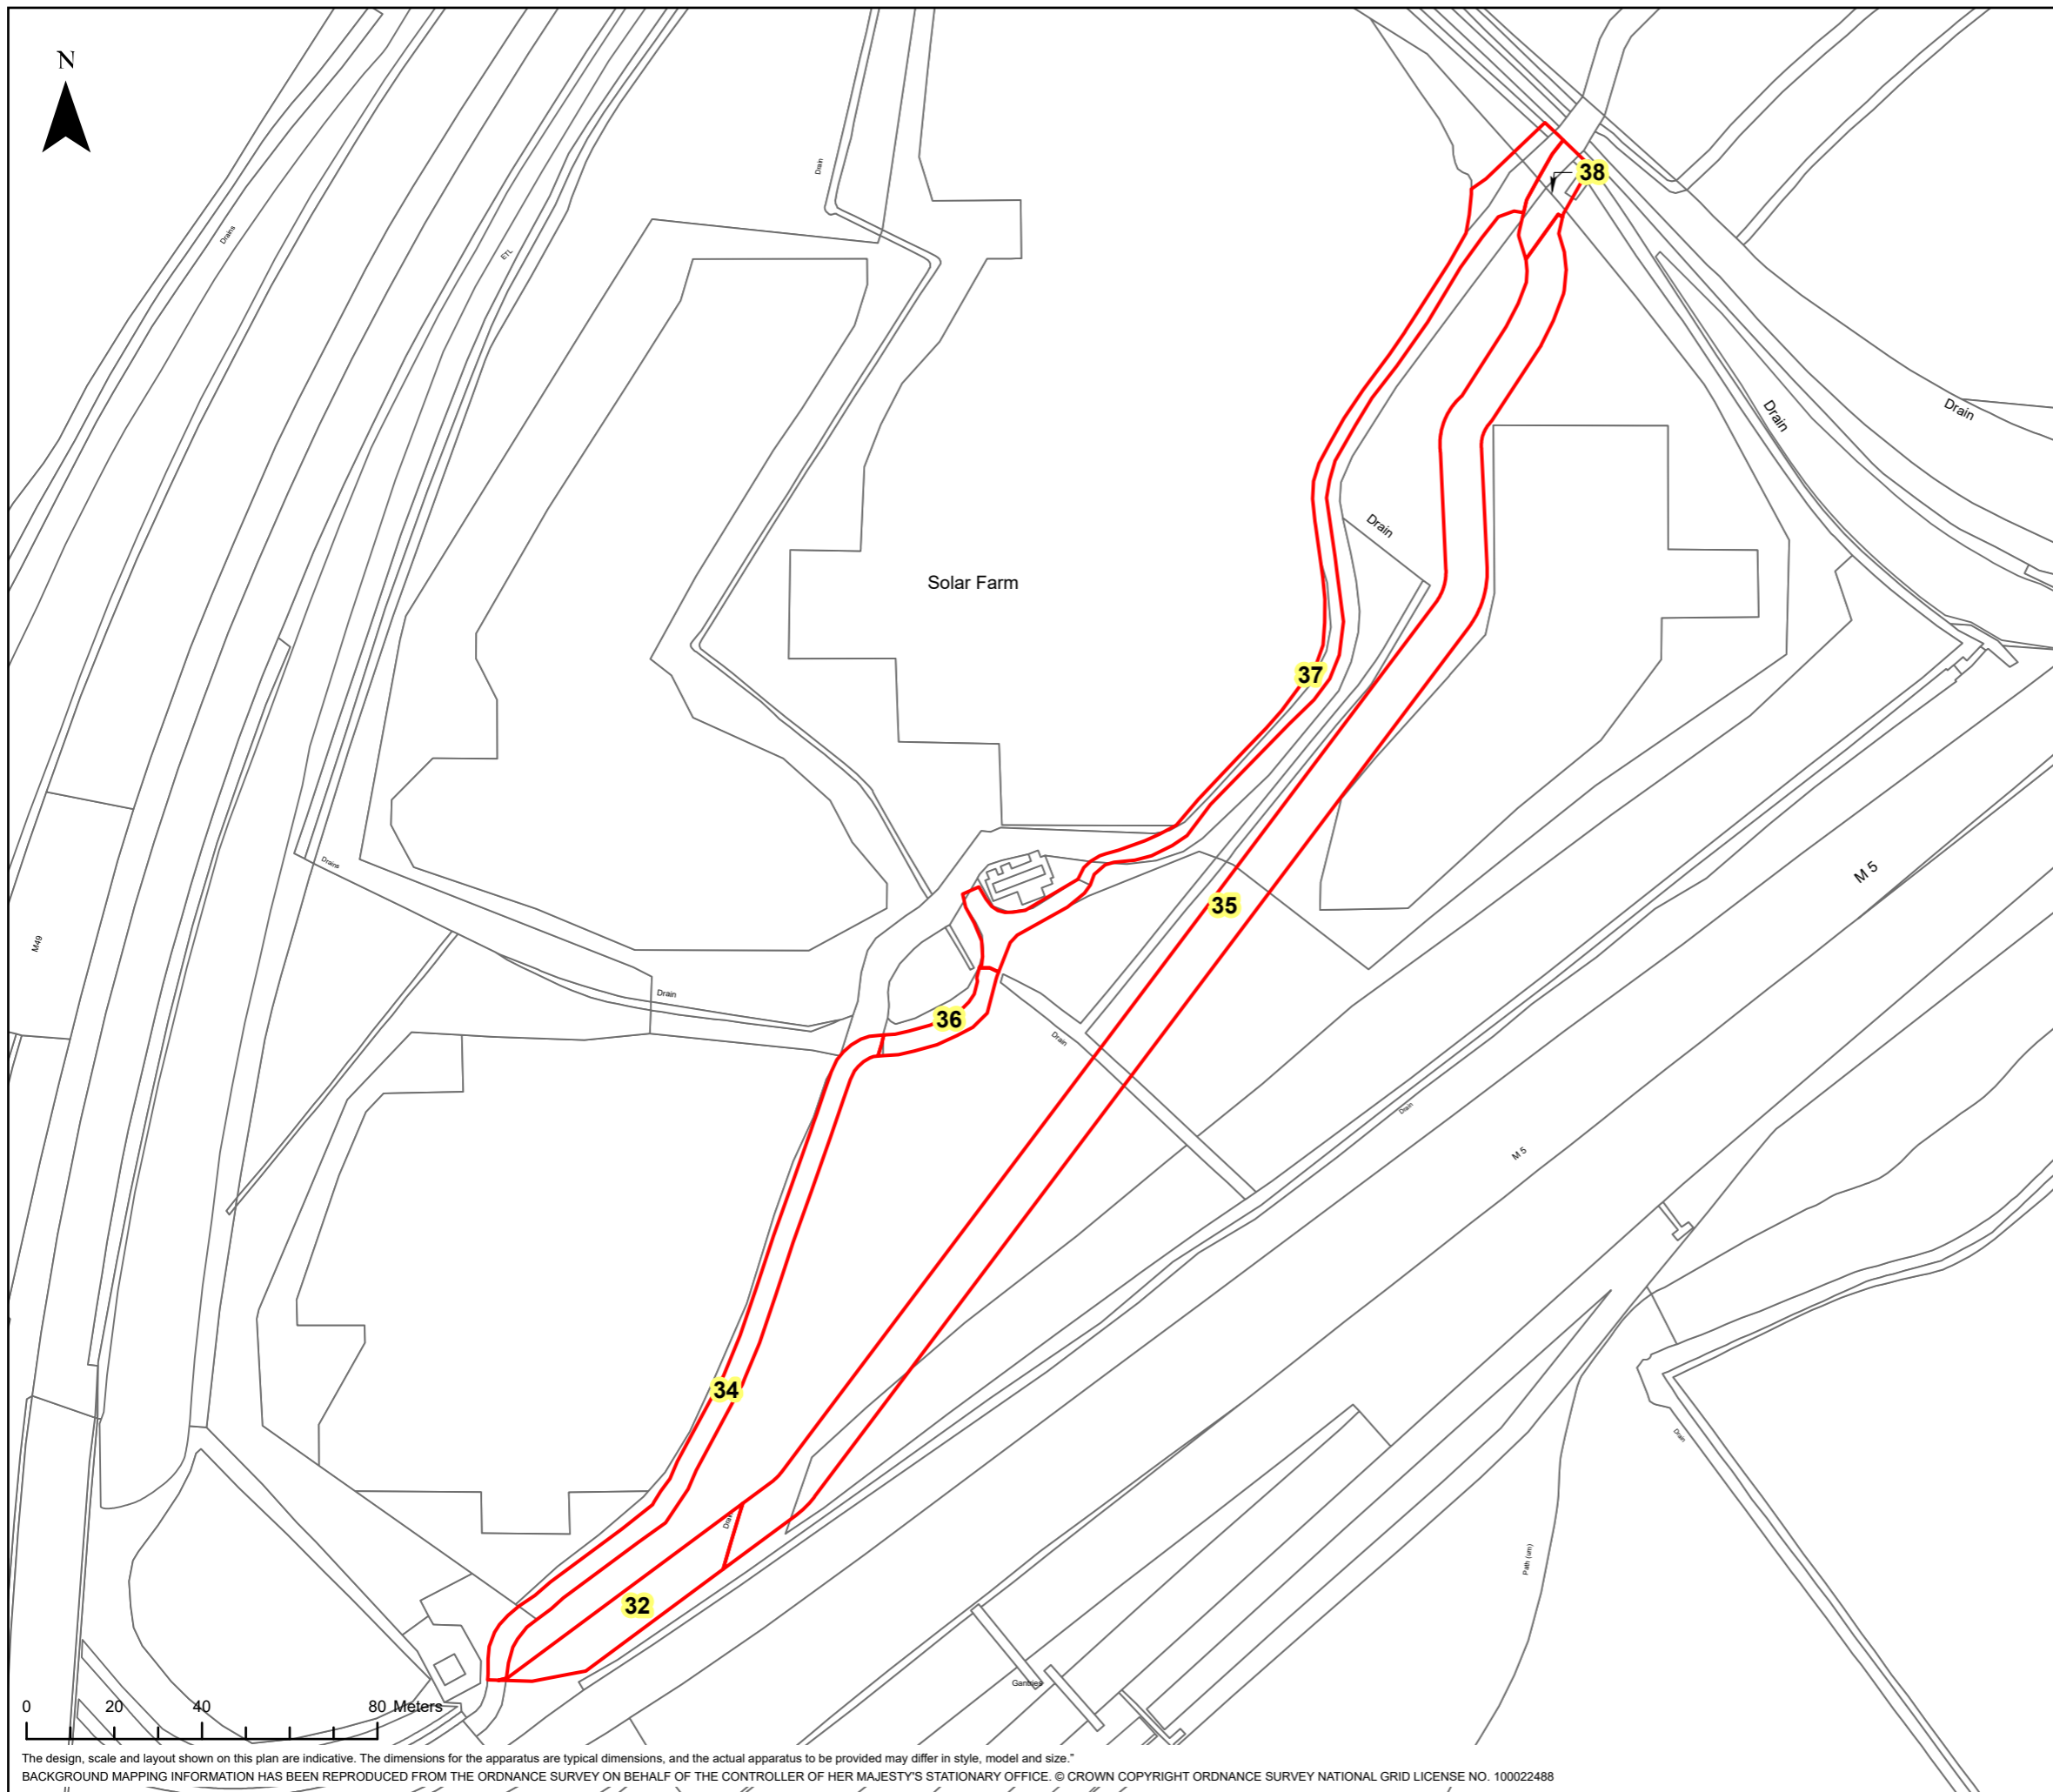 N
Drain
38
Drains
ETL
Drain
Drain
Drain
Solar Farm
37
M 5
Drains
35
M49
Drain
36
Drain
Drain
M 5
34
Drain
Drain
Path (um)
32
Gantries
0 20 40 80 Meters
The design, scale and layout shown on this plan are indicative. The dimensions for the apparatus are typical dimensions, and the actual apparatus to be provided may differ in style, model and size."
BACKGROUND MAPPING INFORMATION HAS BEEN REPRODUCED FROM THE ORDNANCE SURVEY ON BEHALF OF THE CONTROLLER OF HER MAJESTY'S STATIONARY OFFICE. © CROWN COPYRIGHT ORDNANCE SURVEY NATIONAL GRID LICENSE NO. 100022488